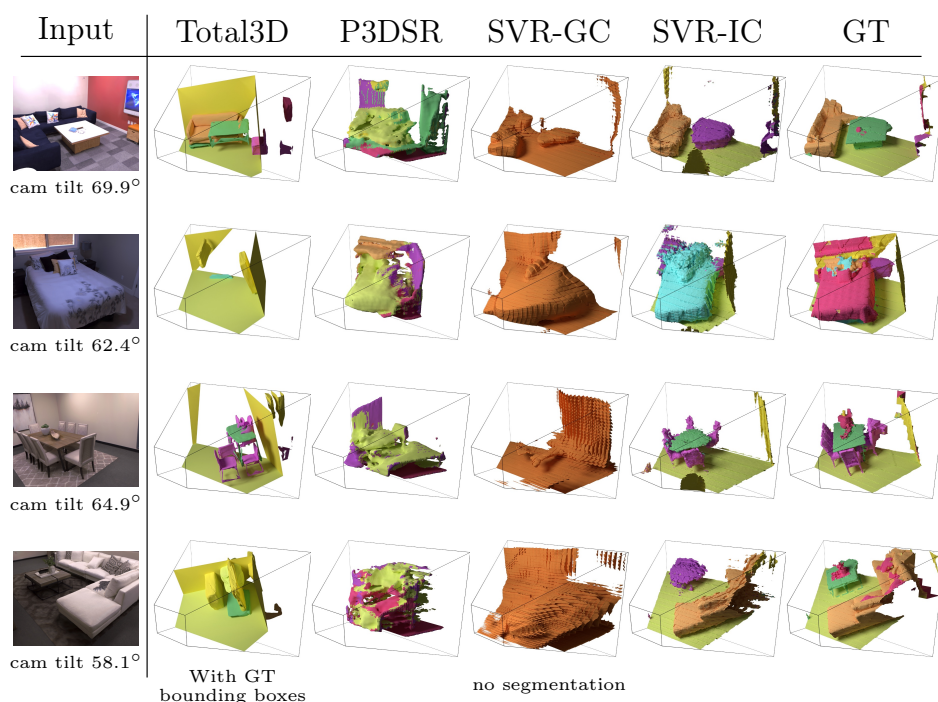 Input Total3D P3DSR SVR-GC SVR-IC GT
cam tilt 69.9°
cam tilt 62.4°
cam tilt 64.9°
cam tilt 58.1°
With GT
bounding boxes
no segmentation